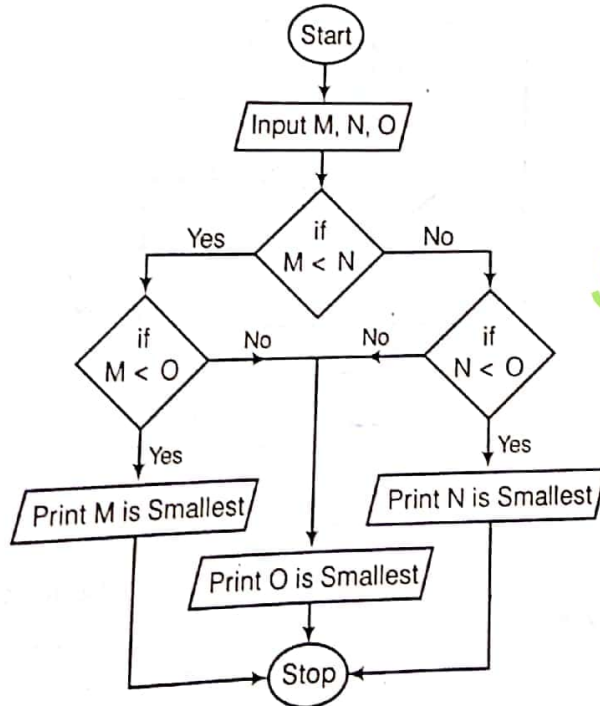 Start
Input M, N, O
if
M < N
Yes
No
if
M < O
No
No
if
N < O
Yes
Yes
Print M is Smallest
Print N is Smallest
Print O is Smallest
Stop